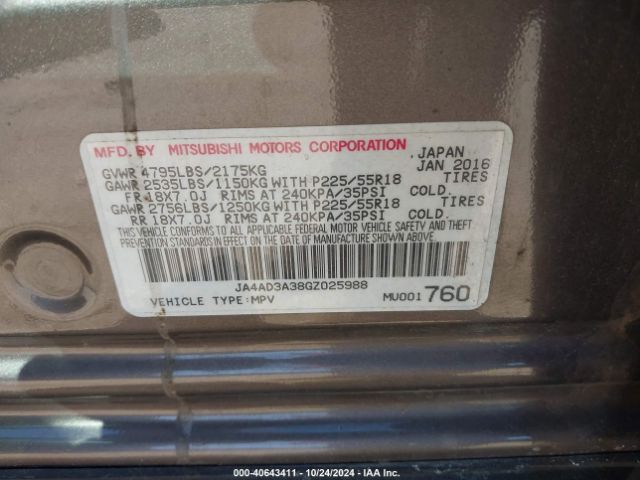 MFD. BY MITSUBISHI MOTORS CORPORATION JAPAN
GVWR 4795LBS/2175KG JAN 2016
GAWR 2535LBS/1150KG WITH P225/55R18 TIRES
FR 18X7.0J RIMS AT 240KPA/35PSI COLD.
GAWR 2756LBS/1250KG WITH P225/55R18 TIRES
RR 18X7.0J RIMS AT 240KPA/35PSI COLD.
THIS VEHICLE CONFORMS TO ALL APPLICABLE FEDERAL MOTOR VEHICLE SAFETY AND THEFT
PREVENTION STANDARDS IN EFFECT ON THE DATE OF MANUFACTURE SHOWN ABOVE.
JA4AD3A38GZ025988
VEHICLE TYPE:MPV MU001 760
000-40643411 - 10/24/2024 - IAA Inc.